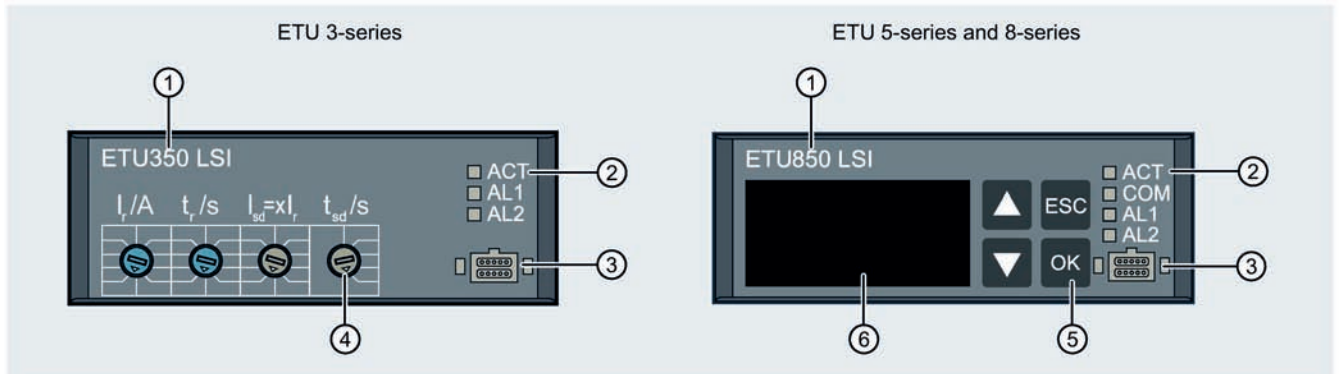 ETU 3-series
ETU 5-series and 8-series
1
1
ETU350 LSI
ACT
AL1
AL2
2
Ir/A tr/s Isd=xIr tsd/s
3
4
ETU850 LSI
ACT
COM
AL1
AL2
2
ESC
OK
3
6
5